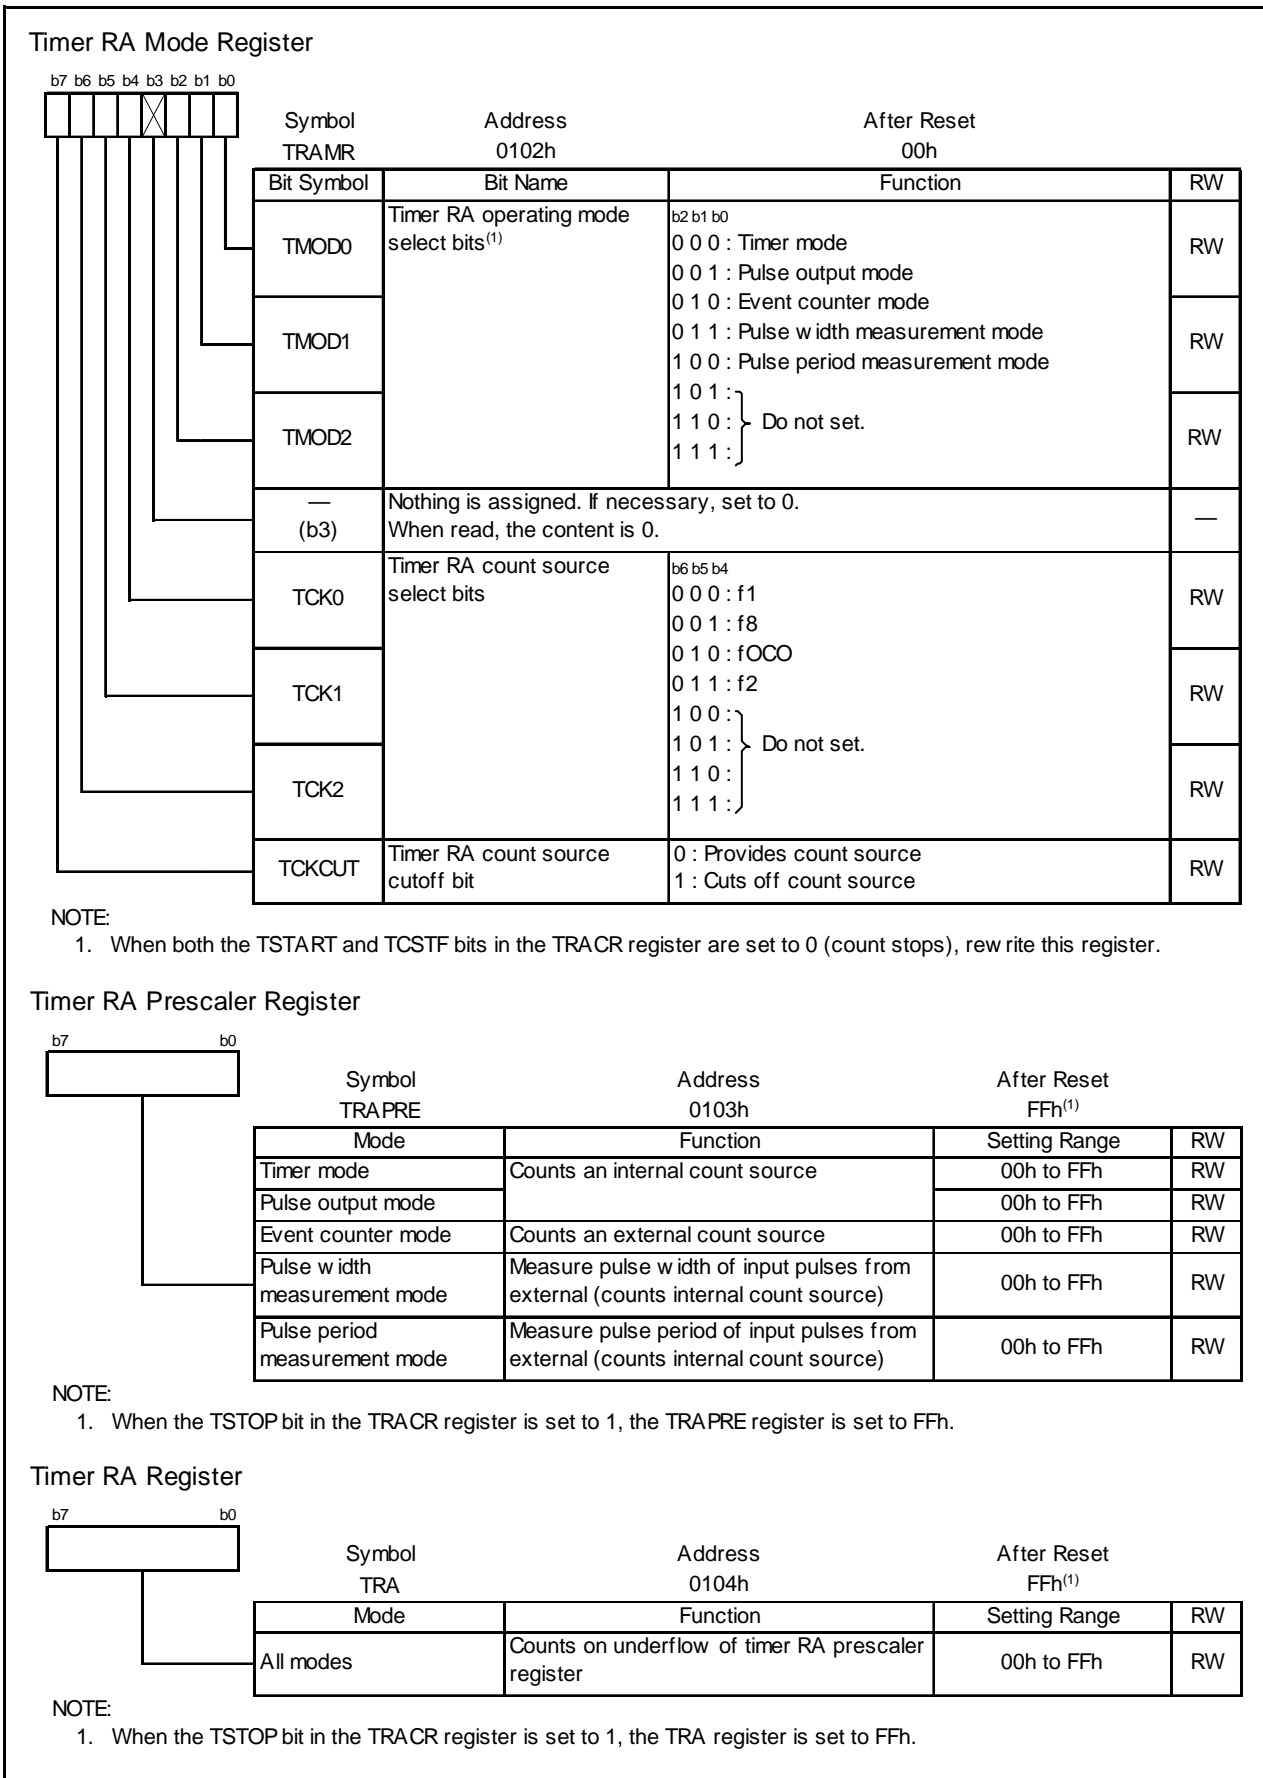 Timer RA Mode Register
b7 b6 b5 b4 b3 b2 b1 b0
Symbol Address After Reset
TRAMR 0102h 00h
Bit Symbol Bit Name Function RW
TMOD0 Timer RA operating mode select bits(1) b2 b1 b0 RW
0 0 0 : Timer mode
0 0 1 : Pulse output mode
0 1 0 : Event counter mode
TMOD1 0 1 1 : Pulse width measurement mode RW
1 0 0 : Pulse period measurement mode
1 0 1 :
TMOD2 1 1 0 : Do not set. RW
1 1 1 :
— Nothing is assigned. If necessary, set to 0. —
(b3) When read, the content is 0.
TCK0 Timer RA count source select bits b6 b5 b4 RW
0 0 0 : f1
0 0 1 : f8
0 1 0 : fOCO
TCK1 0 1 1 : f2 RW
1 0 0 :
1 0 1 : Do not set.
TCK2 1 1 0 : RW
1 1 1 :
TCKCUT Timer RA count source cutoff bit 0 : Provides count source RW
1 : Cuts off count source
NOTE:
1. When both the TSTART and TCSTF bits in the TRACR register are set to 0 (count stops), rewrite this register.
Timer RA Prescaler Register
b7 b0
Symbol Address After Reset
TRAPRE 0103h FFh(1)
Mode Function Setting Range RW
Timer mode Counts an internal count source 00h to FFh RW
Pulse output mode 00h to FFh RW
Event counter mode Counts an external count source 00h to FFh RW
Pulse width Measure pulse width of input pulses from 00h to FFh RW
measurement mode external (counts internal count source)
Pulse period Measure pulse period of input pulses from 00h to FFh RW
measurement mode external (counts internal count source)
NOTE:
1. When the TSTOP bit in the TRACR register is set to 1, the TRAPRE register is set to FFh.
Timer RA Register
b7 b0
Symbol Address After Reset
TRA 0104h FFh(1)
Mode Function Setting Range RW
All modes Counts on underflow of timer RA prescaler 00h to FFh RW
register
NOTE:
1. When the TSTOP bit in the TRACR register is set to 1, the TRA register is set to FFh.